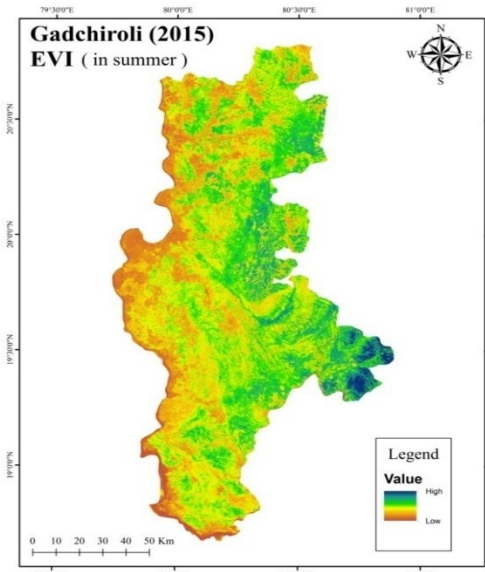 79°30'0"E 80°0'0"E 80°30'0"E 81°0'0"E
Gadchiroli (2015)
EVI ( in summer )
N
W E
S
20°30'0"N
20°0'0"N
19°30'0"N
19°0'0"N
Legend
Value
High
Low
0 10 20 30 40 50 Km